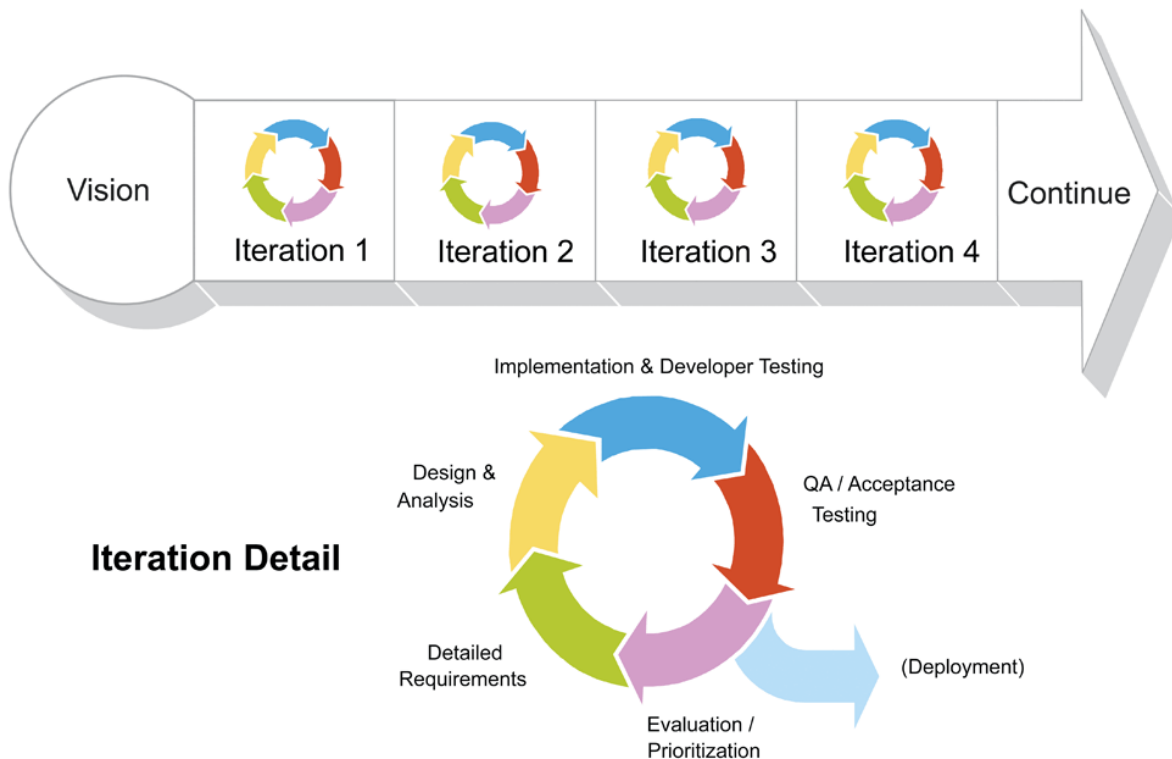 Vision
Iteration 1
Iteration 2
Iteration 3
Iteration 4
Continue
Implementation & Developer Testing
Design &
Analysis
QA / Acceptance
Testing
Iteration Detail
Detailed
Requirements
(Deployment)
Evaluation /
Prioritization